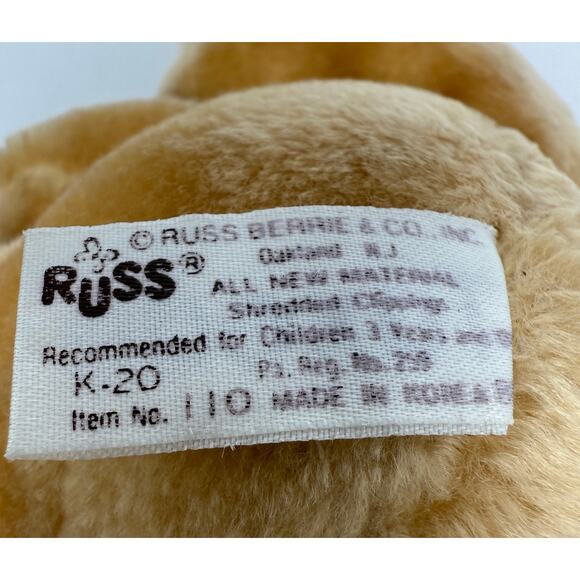 © RUSS BERRIE & CO. INC.
RUSS®
Oakland N.J.
ALL NEW MATERIAL
Shredded Clippings
Recommended for Children 3 Years and
K-20
Pa. Reg. No. 255
Item No. 110 MADE IN KOREA